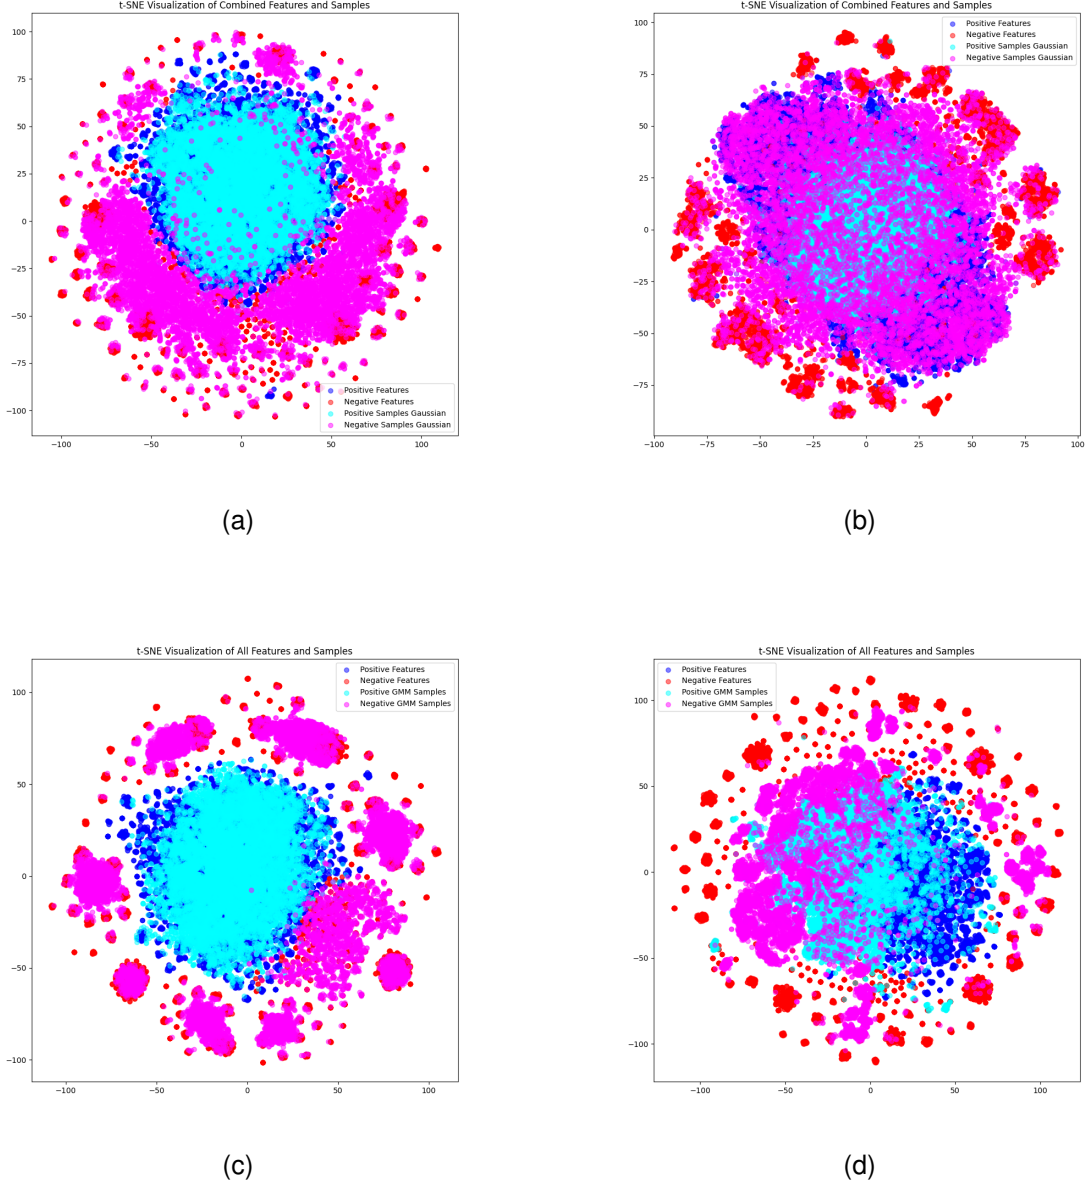 t-SNE Visualization of Combined Features and Samples
100
75
50
25
0
−25
−50
−75
−100
−100
−50
0
50
100
Positive Features
Negative Features
Positive Samples Gaussian
Negative Samples Gaussian
(a)
t-SNE Visualization of Combined Features and Samples
100
75
50
25
0
−25
−50
−75
−100
−75
−50
−25
0
25
50
75
100
Positive Features
Negative Features
Positive Samples Gaussian
Negative Samples Gaussian
(b)
t-SNE Visualization of All Features and Samples
100
50
0
−50
−100
−100
−50
0
50
100
Positive Features
Negative Features
Positive GMM Samples
Negative GMM Samples
(c)
t-SNE Visualization of All Features and Samples
100
50
0
−50
−100
−100
−50
0
50
100
Positive Features
Negative Features
Positive GMM Samples
Negative GMM Samples
(d)